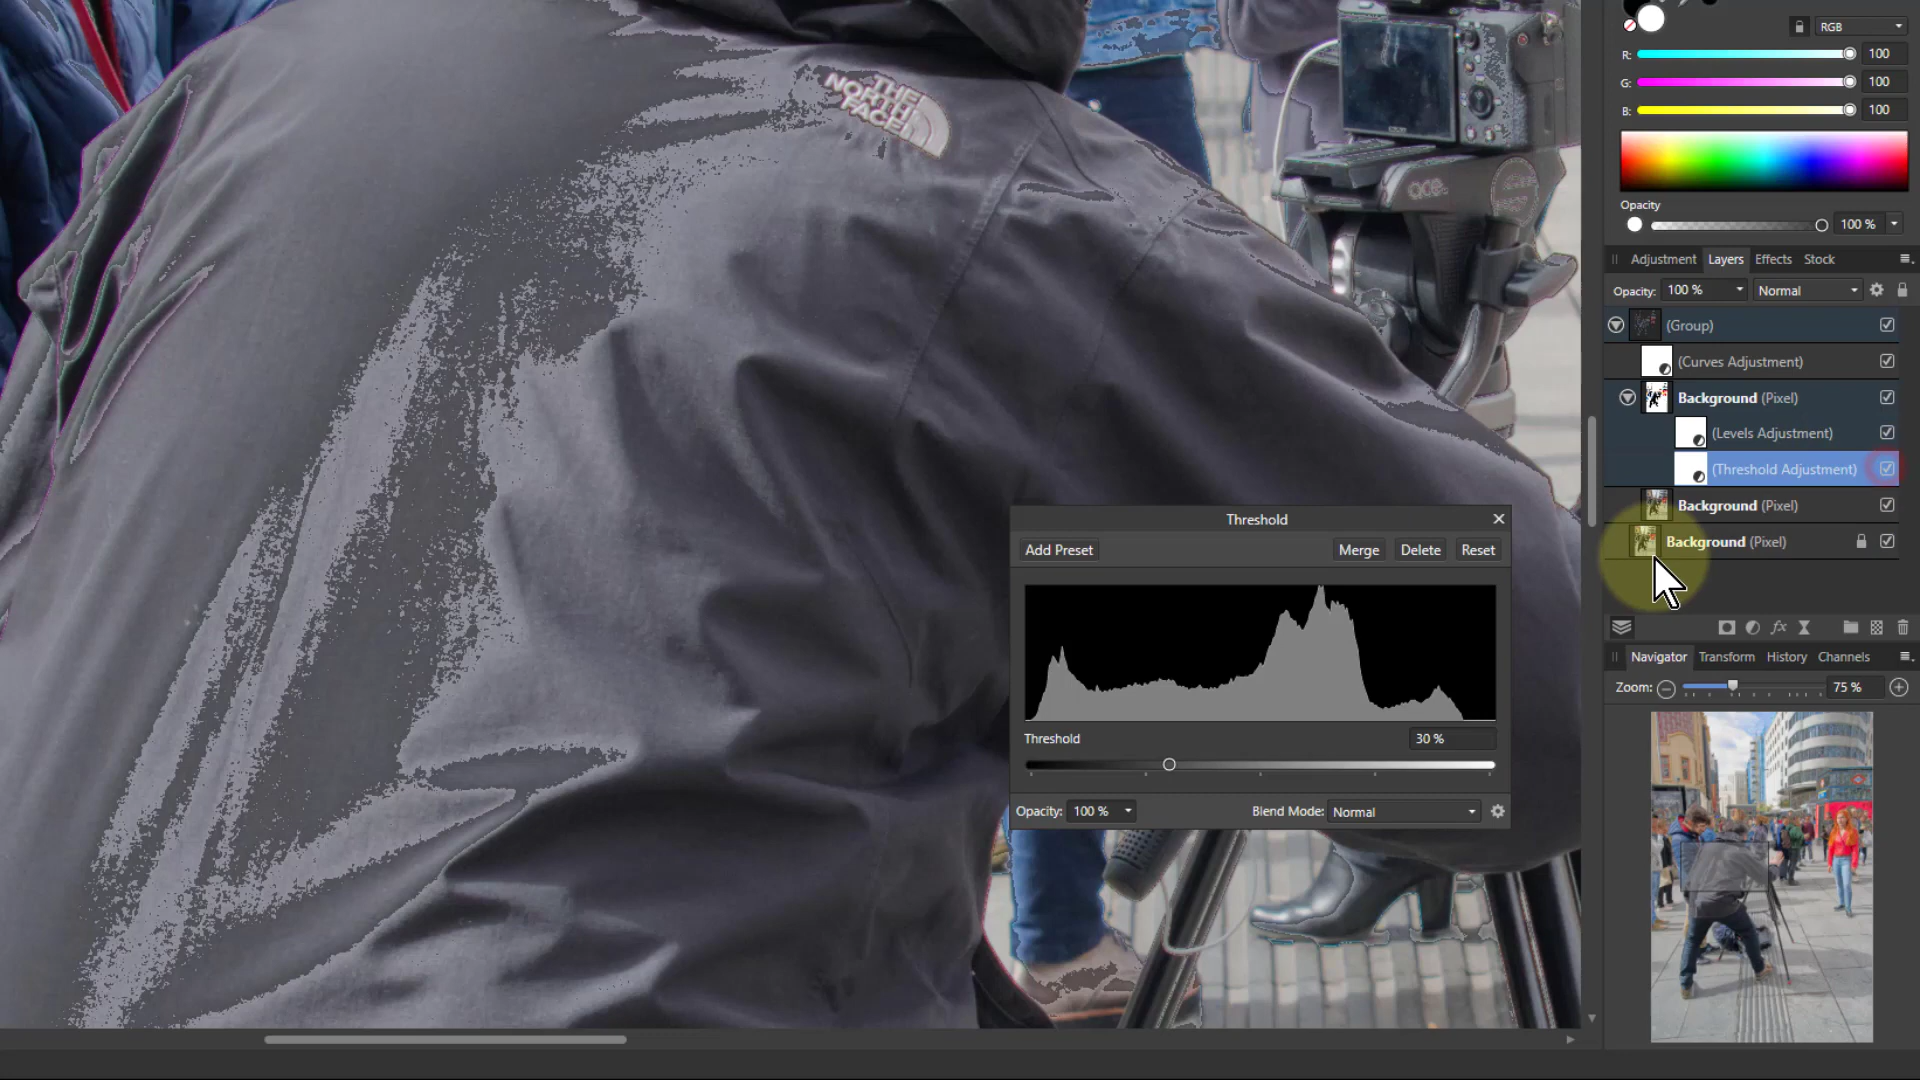 THE
NORTH
FACE
oce
RGB
R: 100
G: 100
B: 100
Opacity
100 %
Adjustment Layers Effects Stock
Opacity: 100 % Normal
(Group)
(Curves Adjustment)
Background (Pixel)
(Levels Adjustment)
(Threshold Adjustment)
Background (Pixel)
Background (Pixel)
fx
Navigator Transform History Channels
Zoom: 75 %
Threshold
Add Preset Merge Delete Reset
Threshold 30 %
Opacity: 100 % Blend Mode: Normal